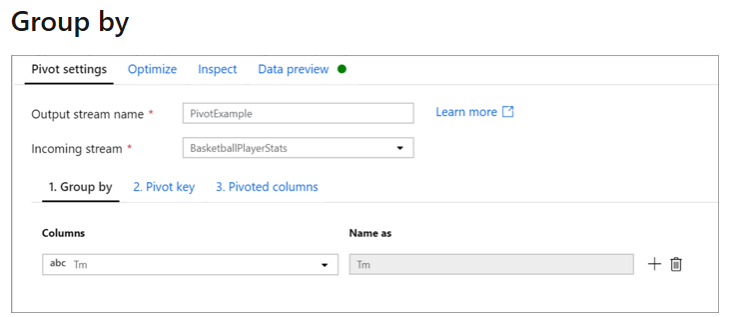 Group by
Pivot settings Optimize Inspect Data preview
Output stream name * PivotExample Learn more
Incoming stream * BasketballPlayerStats
1. Group by 2. Pivot key 3. Pivoted columns
Columns Name as
abc Tm Tm